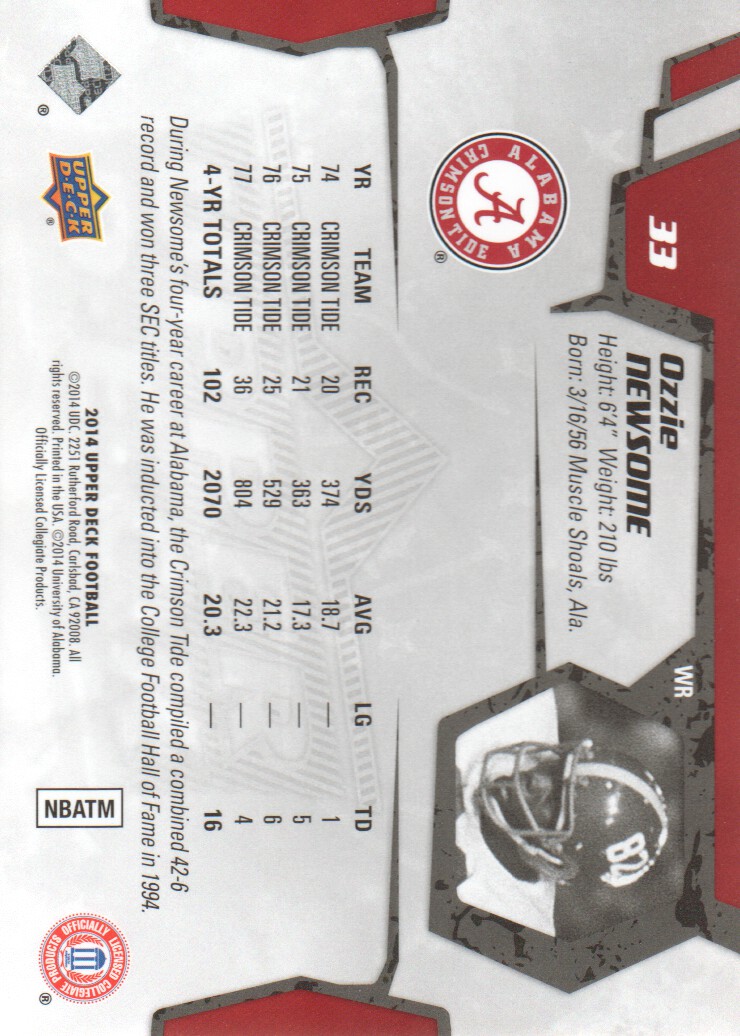 33
Ozzie
NEWSOME
WR
Height: 6'4" Weight: 210 lbs
Born: 3/16/56 Muscle Shoals, Ala.
82
ALABAMA
A
CRIMSON TIDE
®
YR TEAM REC YDS AVG LG TD
74 CRIMSON TIDE 20 374 18.7 — 1
75 CRIMSON TIDE 21 363 17.3 — 5
76 CRIMSON TIDE 25 529 21.2 — 6
77 CRIMSON TIDE 36 804 22.3 — 4
4-YR TOTALS 102 2070 20.3 — 16
During Newsome's four-year career at Alabama, the Crimson Tide compiled a combined 42-6
record and won three SEC titles. He was inducted into the College Football Hall of Fame in 1994.
®
UPPER
D·E·C·K
®
2014 UPPER DECK FOOTBALL
©2014 UDC, 2251 Rutherford Road, Carlsbad, CA 92008. All
rights reserved. Printed in the USA. ©2014 University of Alabama.
Officially Licensed Collegiate Products.
NBATM
OFFICIALLY LICENSED
COLLEGIATE PRODUCTS
®